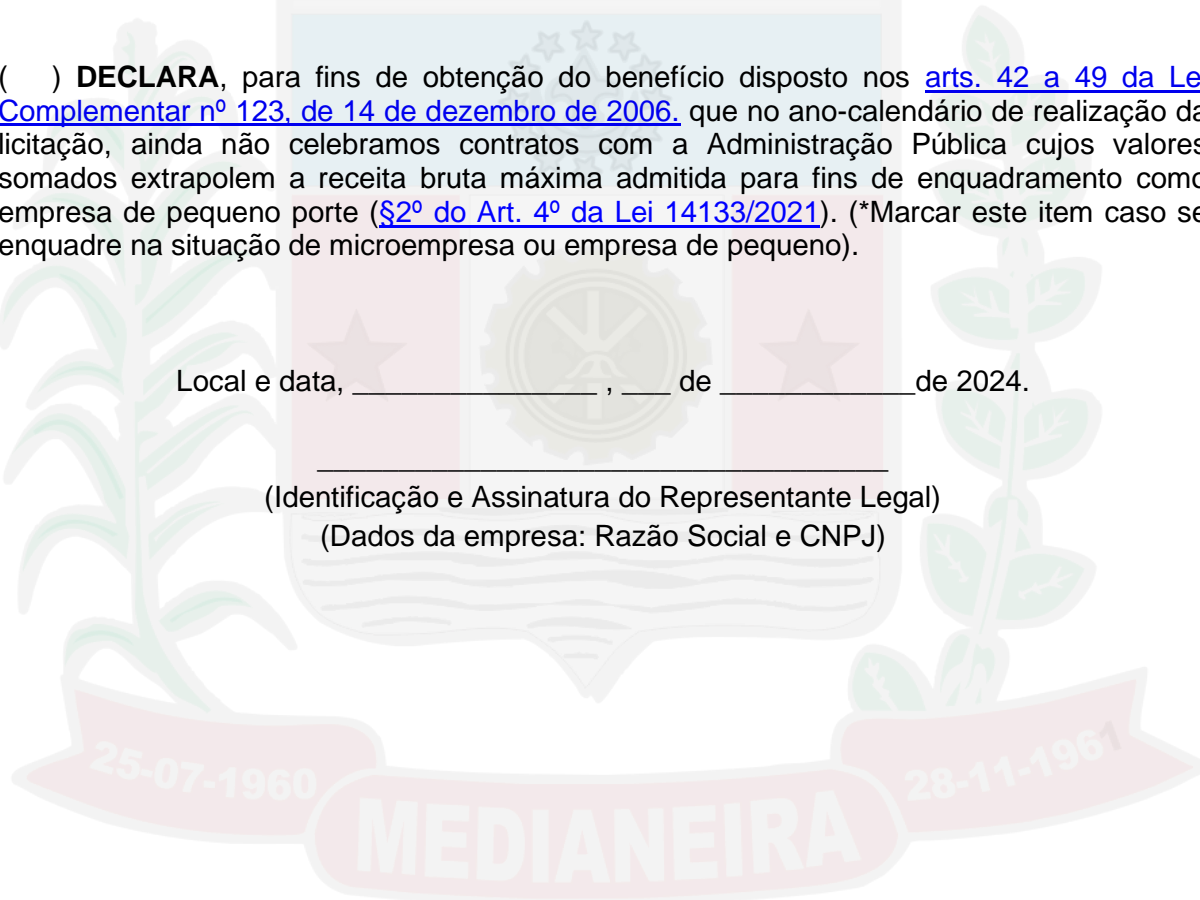 ( ) DECLARA, para fins de obtenção do benefício disposto nos arts. 42 a 49 da Lei
Complementar nº 123, de 14 de dezembro de 2006. que no ano-calendário de realização da
licitação, ainda não celebramos contratos com a Administração Pública cujos valores
somados extrapolem a receita bruta máxima admitida para fins de enquadramento como
empresa de pequeno porte (§2º do Art. 4º da Lei 14133/2021). (*Marcar este item caso se
enquadre na situação de microempresa ou empresa de pequeno).
Local e data, _______________ , ___ de ____________de 2024.
___________________________________
(Identificação e Assinatura do Representante Legal)
(Dados da empresa: Razão Social e CNPJ)
25-07-1960
28-11-1961
MEDIANEIRA